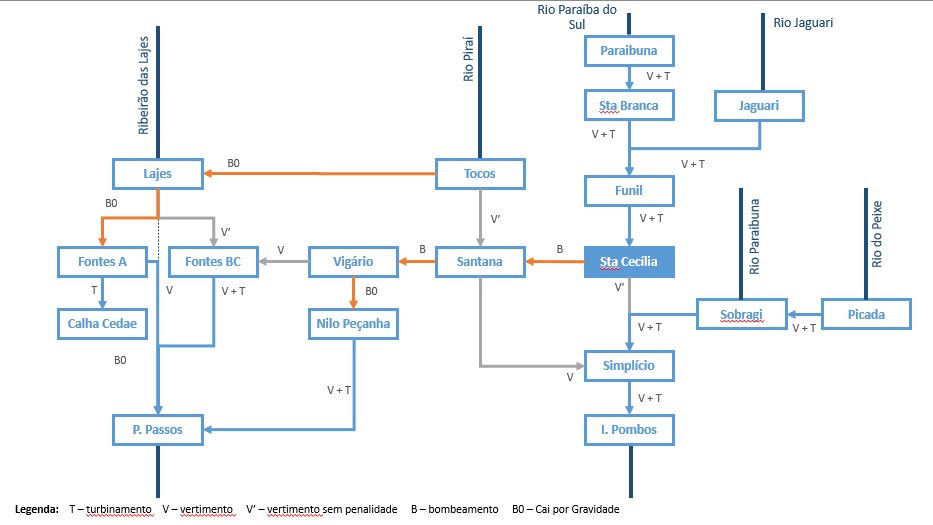 Rio Paraíba do
Sul
Rio Jaguari
Ribeirão das Lajes
Rio Piraí
Paraibuna
V + T
Sta Branca
Jaguari
V + T
V + T
Lajes
B0
Tocos
Funil
B0
V'
V'
V + T
Rio Paraibuna
Rio do Peixe
Fontes A
Fontes BC
V
Vigário
B
Santana
B
Sta Cecília
T
V
V + T
B0
V'
Calha Cedae
Nilo Peçanha
Sobragi
V + T
Picada
V + T
B0
V + T
V
Simplício
V + T
P. Passos
I. Pombos
Legenda: T – turbinamento V – vertimento V' – vertimento sem penalidade B – bombeamento B0 – Cai por Gravidade